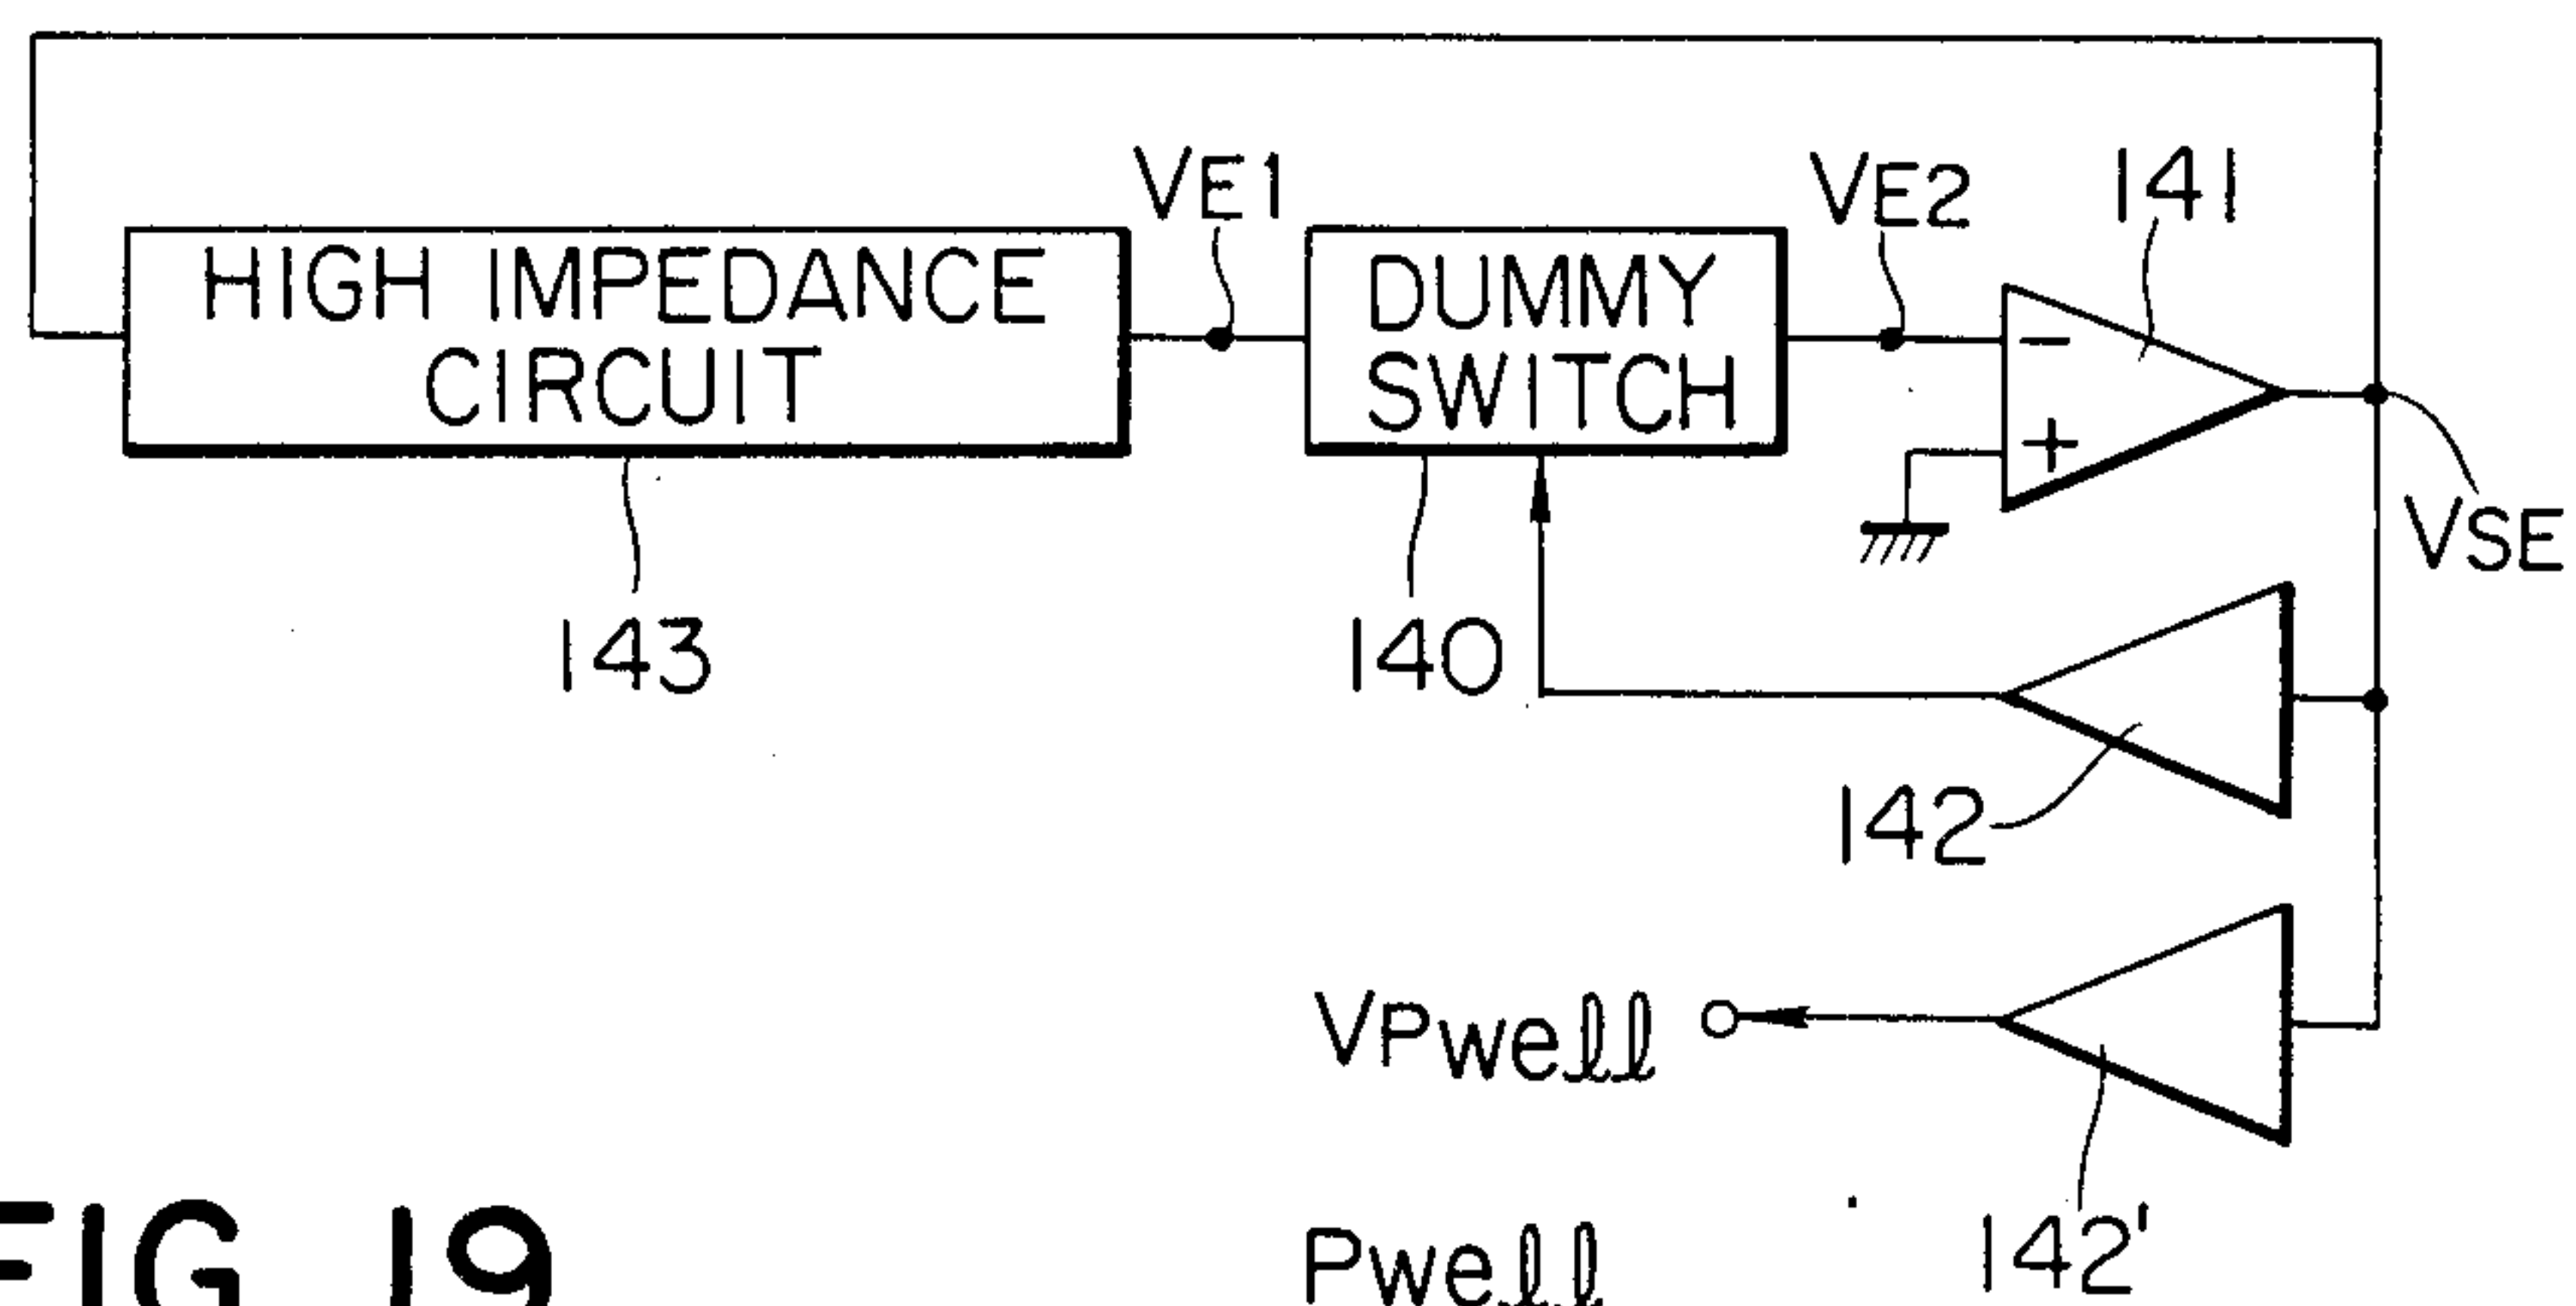 VE1
VE2
141
HIGH IMPEDANCE
CIRCUIT
DUMMY
SWITCH
−
+
VSE
143
140
142
VPwell
142'
FIG 19
Pwell